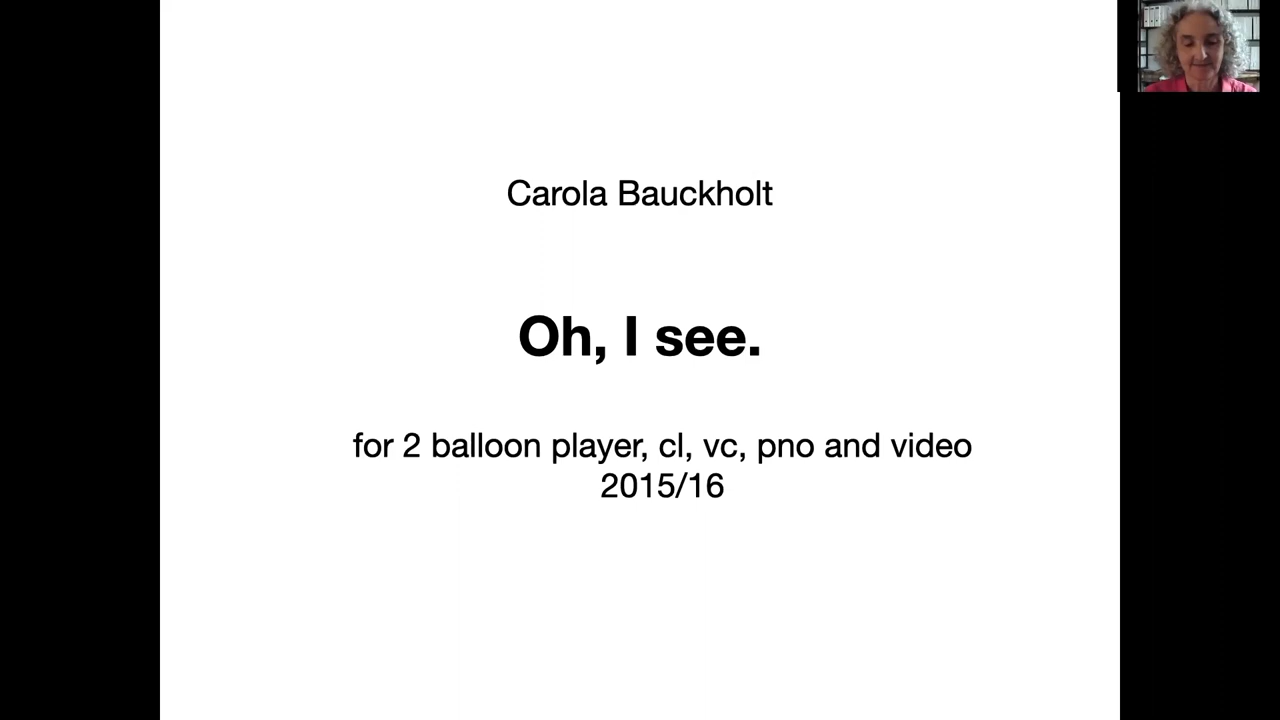 Carola Bauckholt
Oh, I see.
for 2 balloon player, cl, vc, pno and video
2015/16